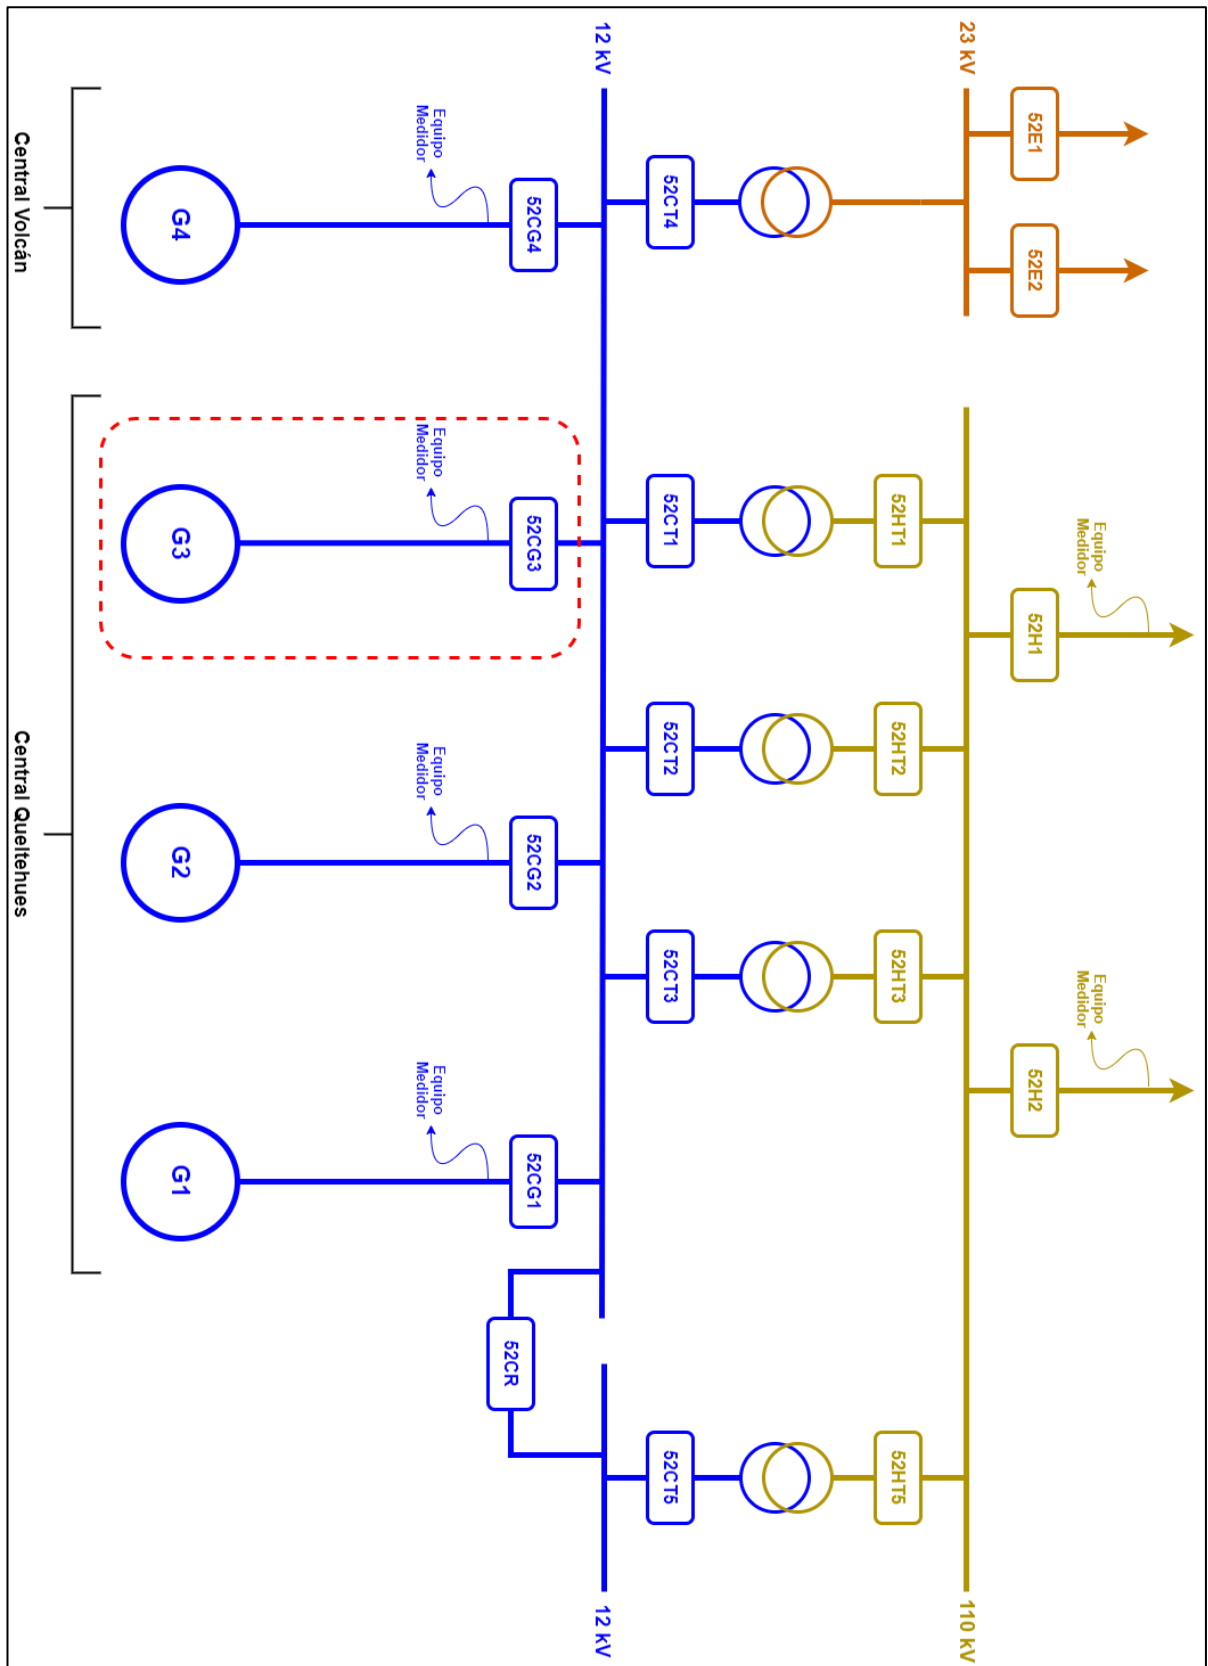 Equipo
Medidor
Equipo
Medidor
52E1
52E2
52H1
52H2
23 kV
110 kV
52HT1
52HT2
52HT3
52HT5
52CT4
52CT1
52CT2
52CT3
52CT5
12 kV
12 kV
52CG4
52CG3
52CG2
52CG1
52CR
Equipo
Medidor
Equipo
Medidor
Equipo
Medidor
Equipo
Medidor
G4
G3
G2
G1
Central Volcán
Central Queltehues